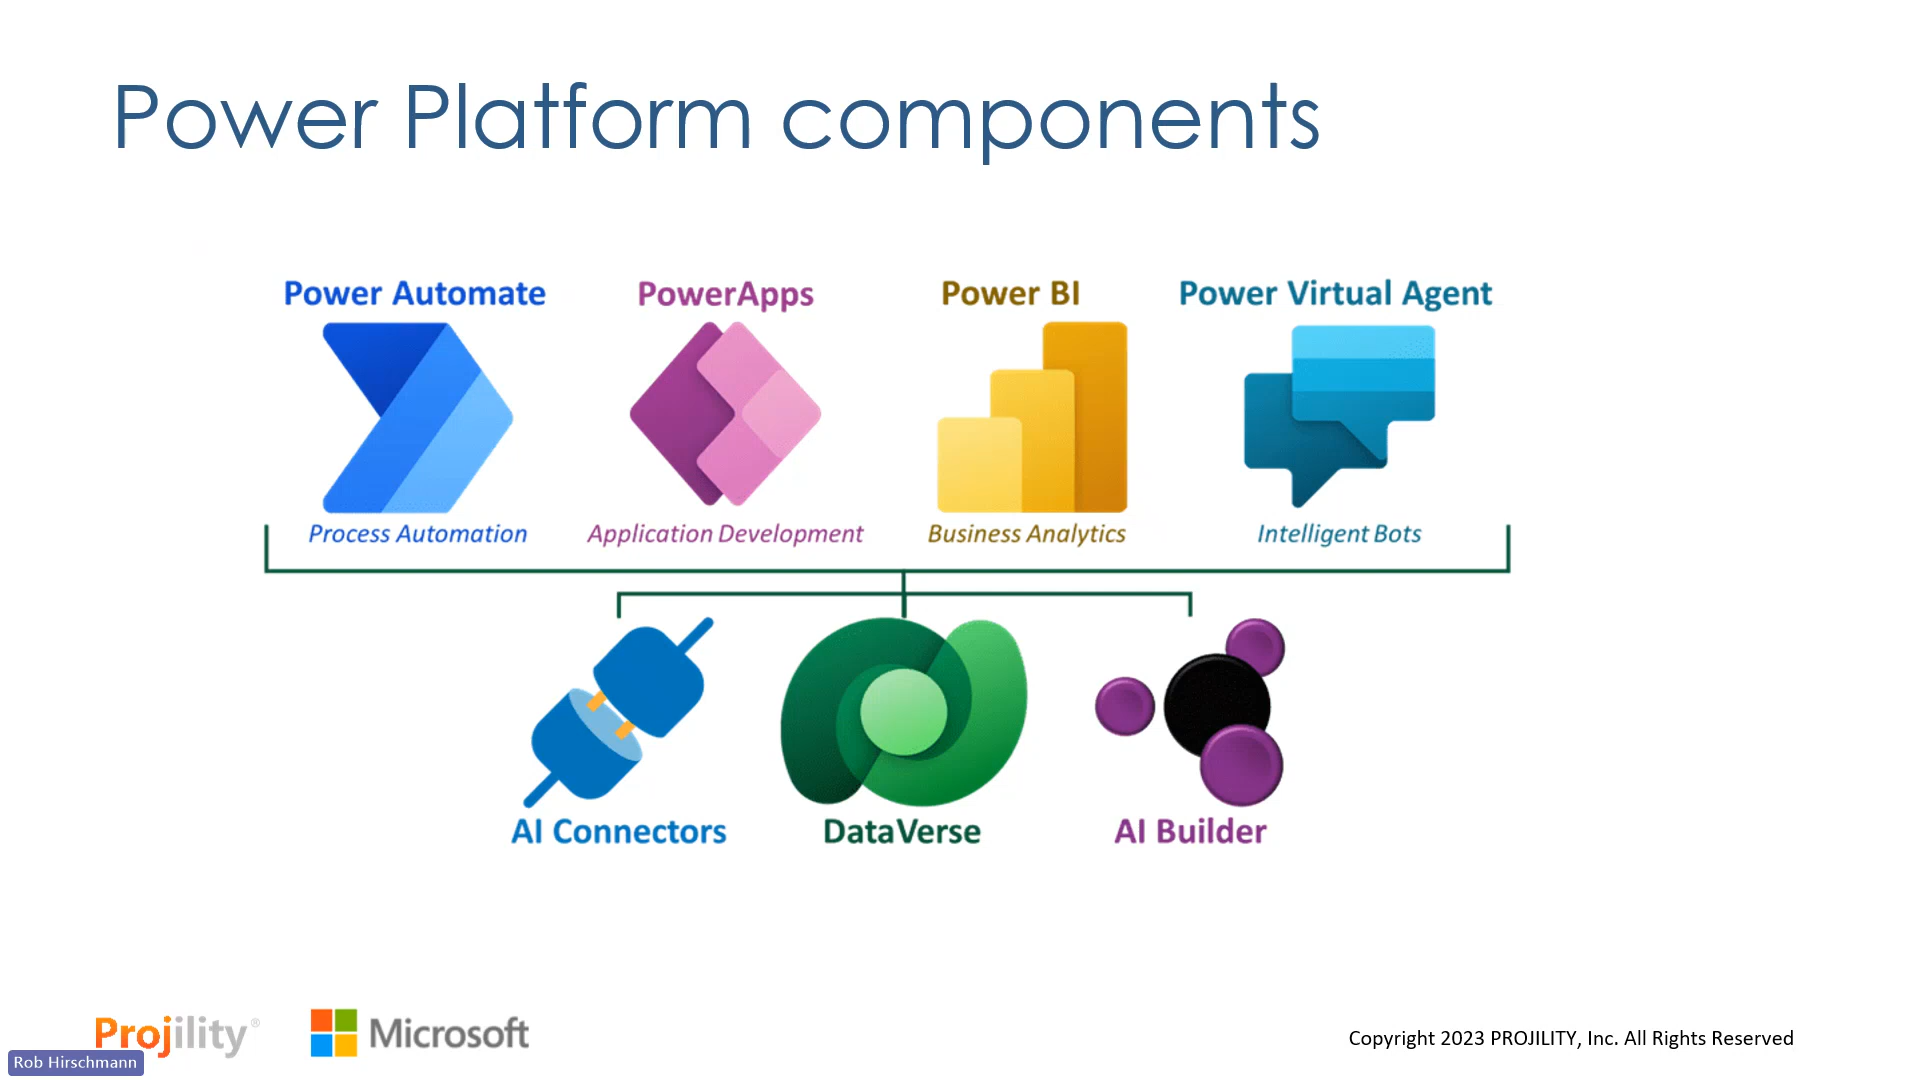 Power Platform components
Power Automate
PowerApps
Power BI
Power Virtual Agent
Process Automation
Application Development
Business Analytics
Intelligent Bots
AI Connectors
DataVerse
AI Builder
Projility®
Microsoft
Copyright 2023 PROJILITY, Inc. All Rights Reserved
Rob Hirschmann